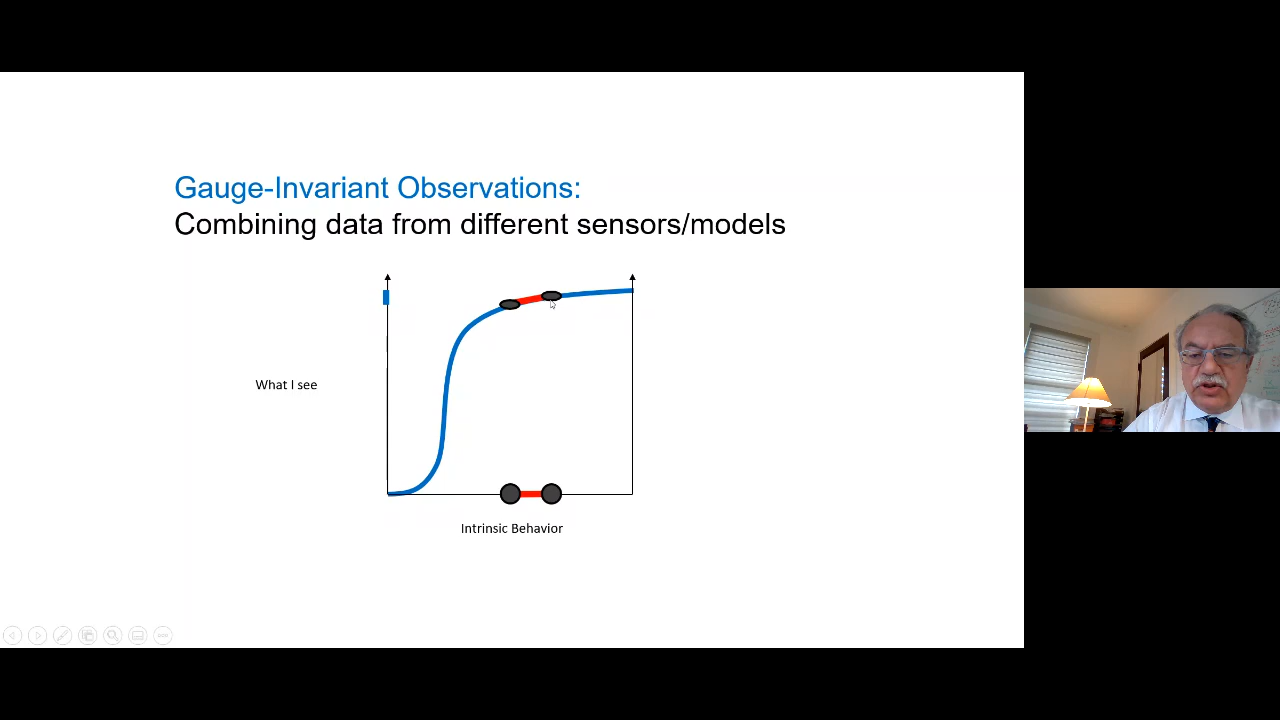 Gauge-Invariant Observations:
Combining data from different sensors/models
What I see
Intrinsic Behavior